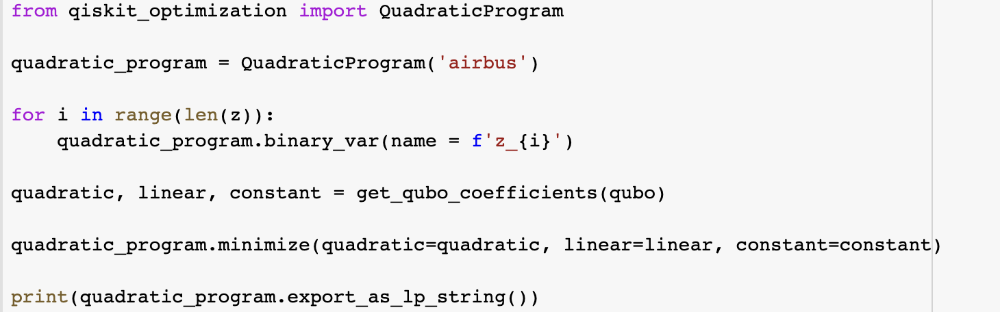 from qiskit_optimization import QuadraticProgram
quadratic_program = QuadraticProgram('airbus')
for i in range(len(z)):
    quadratic_program.binary_var(name = f'z_{i}')
quadratic, linear, constant = get_qubo_coefficients(qubo)
quadratic_program.minimize(quadratic=quadratic, linear=linear, constant=constant)
print(quadratic_program.export_as_lp_string())